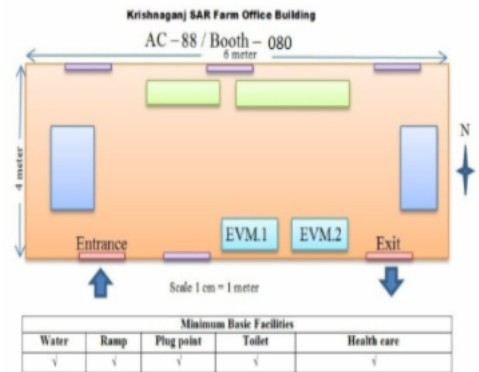 Krishnaganj SAR Farm Office Building
AC – 88 / Booth – 080
6 meter
4 meter
N
EVM.1 EVM.2
Entrance Exit
Scale 1 cm = 1 meter
Minimum Basic Facilities
Water Ramp Plug point Toilet Health care
√ √ √ √ √